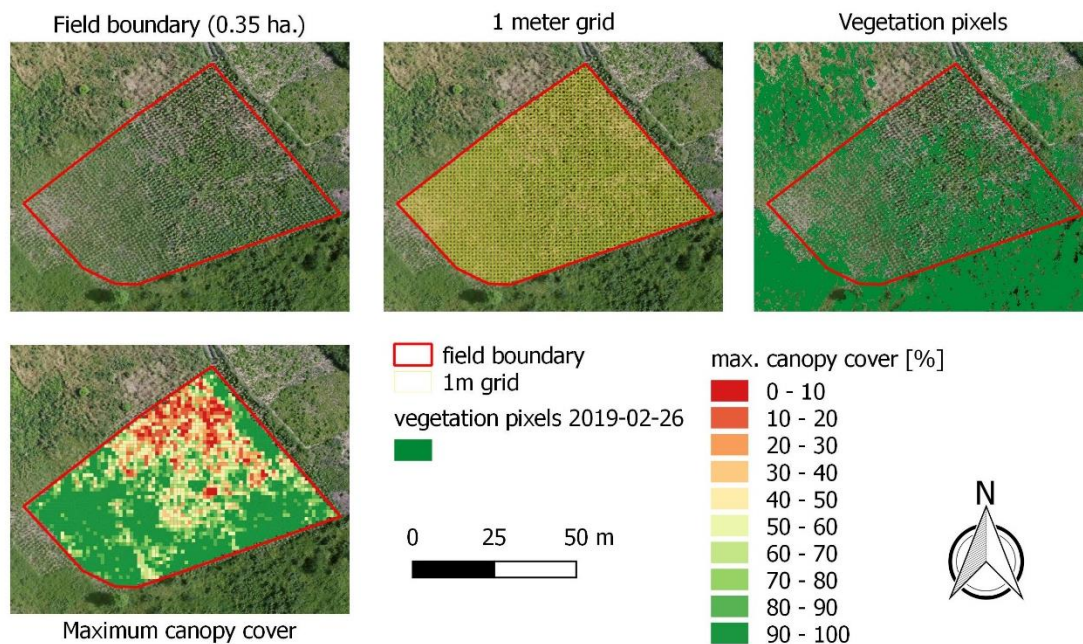 Field boundary (0.35 ha.)
1 meter grid
Vegetation pixels
Maximum canopy cover
field boundary
1m grid
vegetation pixels 2019-02-26
0 25 50 m
max. canopy cover [%]
0 - 10
10 - 20
20 - 30
30 - 40
40 - 50
50 - 60
60 - 70
70 - 80
80 - 90
90 - 100
N